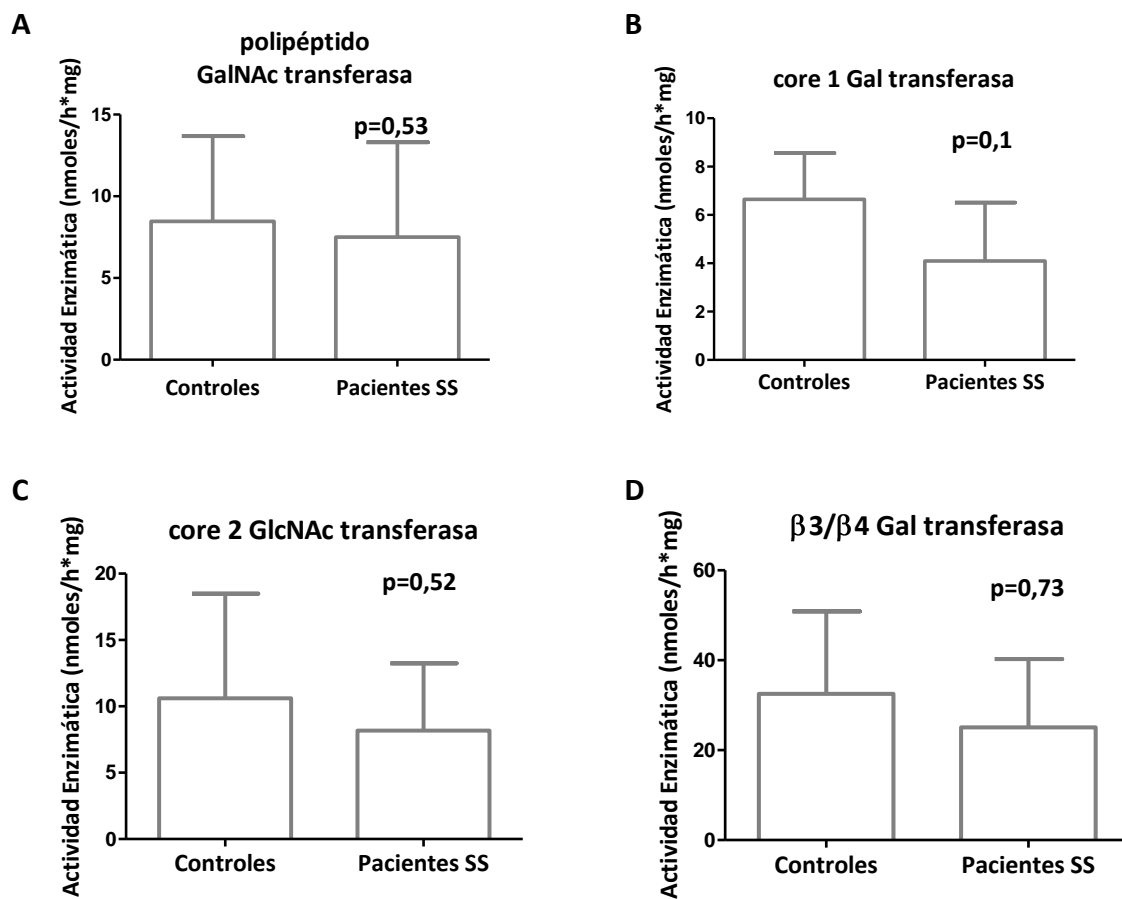 A
polipéptido
GalNAc transferasa
Actividad Enzimática (nmoles/h*mg)
15
10
5
0
p=0,53
Controles
Pacientes SS
B
core 1 Gal transferasa
Actividad Enzimática (nmoles/h*mg)
10
8
6
4
2
0
p=0,1
Controles
Pacientes SS
C
core 2 GlcNAc transferasa
Actividad Enzimática (nmoles/h*mg)
20
15
10
5
0
p=0,52
Controles
Pacientes SS
D
β3/β4 Gal transferasa
Actividad Enzimática (nmoles/h*mg)
60
40
20
0
p=0,73
Controles
Pacientes SS